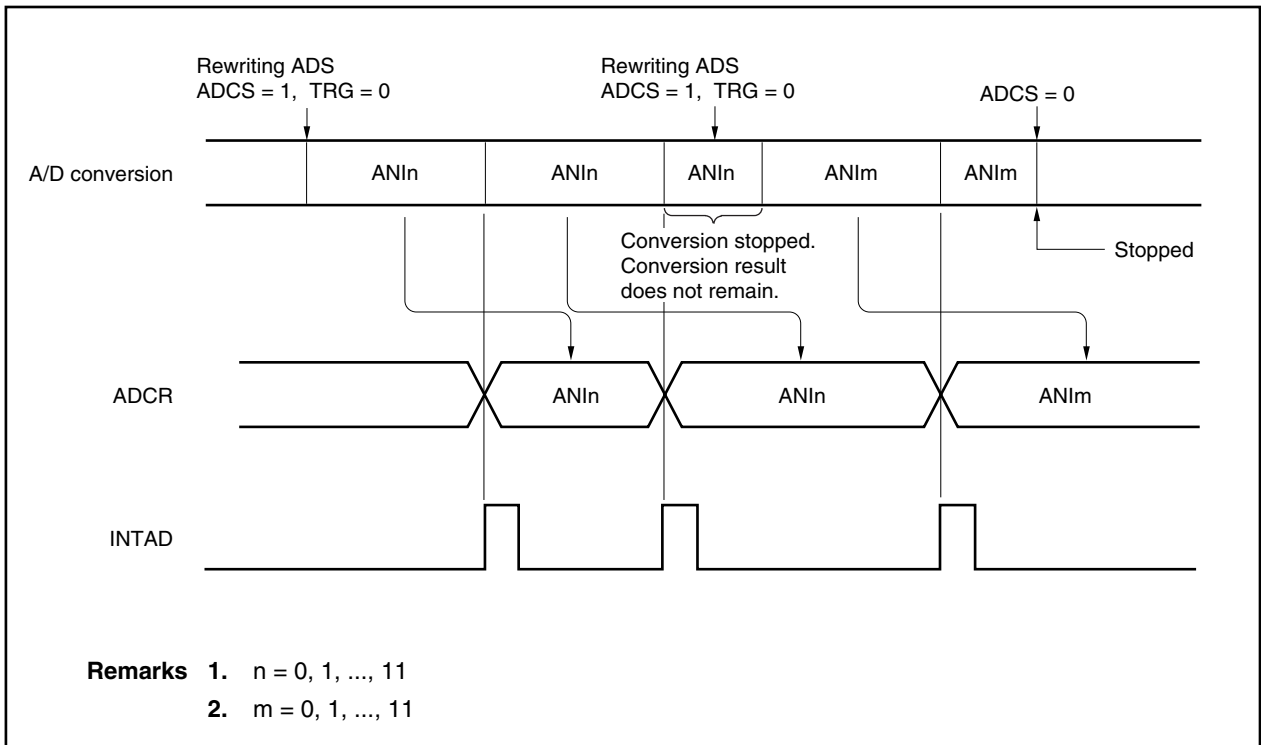 Rewriting ADS
ADCS = 1, TRG = 0
Rewriting ADS
ADCS = 1, TRG = 0
ADCS = 0
A/D conversion
ANIn
ANIn
ANIn
ANIm
ANIm
Conversion stopped.
Conversion result
does not remain.
Stopped
ADCR
ANIn
ANIn
ANIm
INTAD
Remarks 1. n = 0, 1, ..., 11
2. m = 0, 1, ..., 11